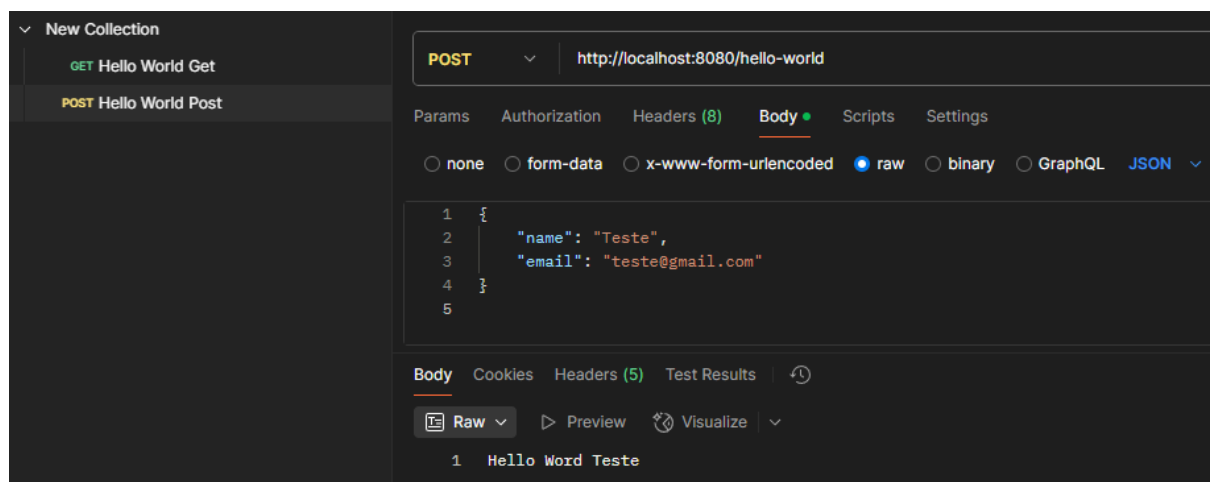 New Collection
GET Hello World Get
POST Hello World Post
POST http://localhost:8080/hello-world
Params Authorization Headers (8) Body Scripts Settings
none form-data x-www-form-urlencoded raw binary GraphQL JSON
1 {
2 "name": "Teste",
3 "email": "teste@gmail.com"
4 }
5
Body Cookies Headers (5) Test Results
Raw Preview Visualize
1 Hello Word Teste